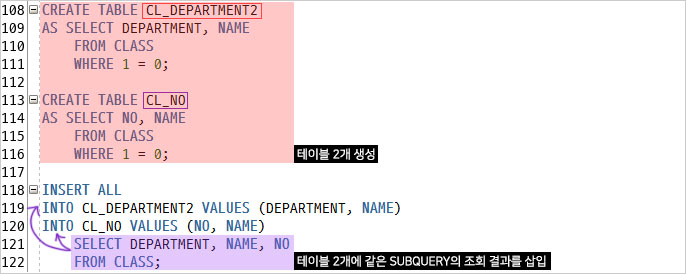 108 CREATE TABLE CL_DEPARTMENT2
109 AS SELECT DEPARTMENT, NAME
110 FROM CLASS
111 WHERE 1 = 0;
112
113 CREATE TABLE CL_NO
114 AS SELECT NO, NAME
115 FROM CLASS
116 WHERE 1 = 0; 테이블 2개 생성
117
118 INSERT ALL
119 INTO CL_DEPARTMENT2 VALUES (DEPARTMENT, NAME)
120 INTO CL_NO VALUES (NO, NAME)
121 SELECT DEPARTMENT, NAME, NO
122 FROM CLASS; 테이블 2개에 같은 SUBQUERY의 조회 결과를 삽입